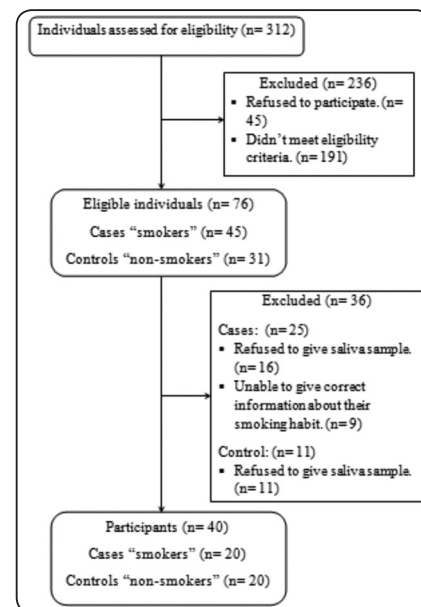 Individuals assessed for eligibility (n= 312)
Excluded (n= 236)
▪ Refused to participate. (n=
45)
▪ Didn't meet eligibility
criteria. (n= 191)
Eligible individuals (n= 76)
Cases "smokers" (n= 45)
Controls "non-smokers" (n= 31)
Excluded (n= 36)
Cases: (n=25)
▪ Refused to give saliva sample.
(n= 16)
▪ Unable to give correct
information about their
smoking habit. (n= 9)
Control: (n= 11)
▪ Refused to give saliva sample.
(n= 11)
Participants (n= 40)
Cases "smokers" (n= 20)
Controls "non-smokers" (n= 20)